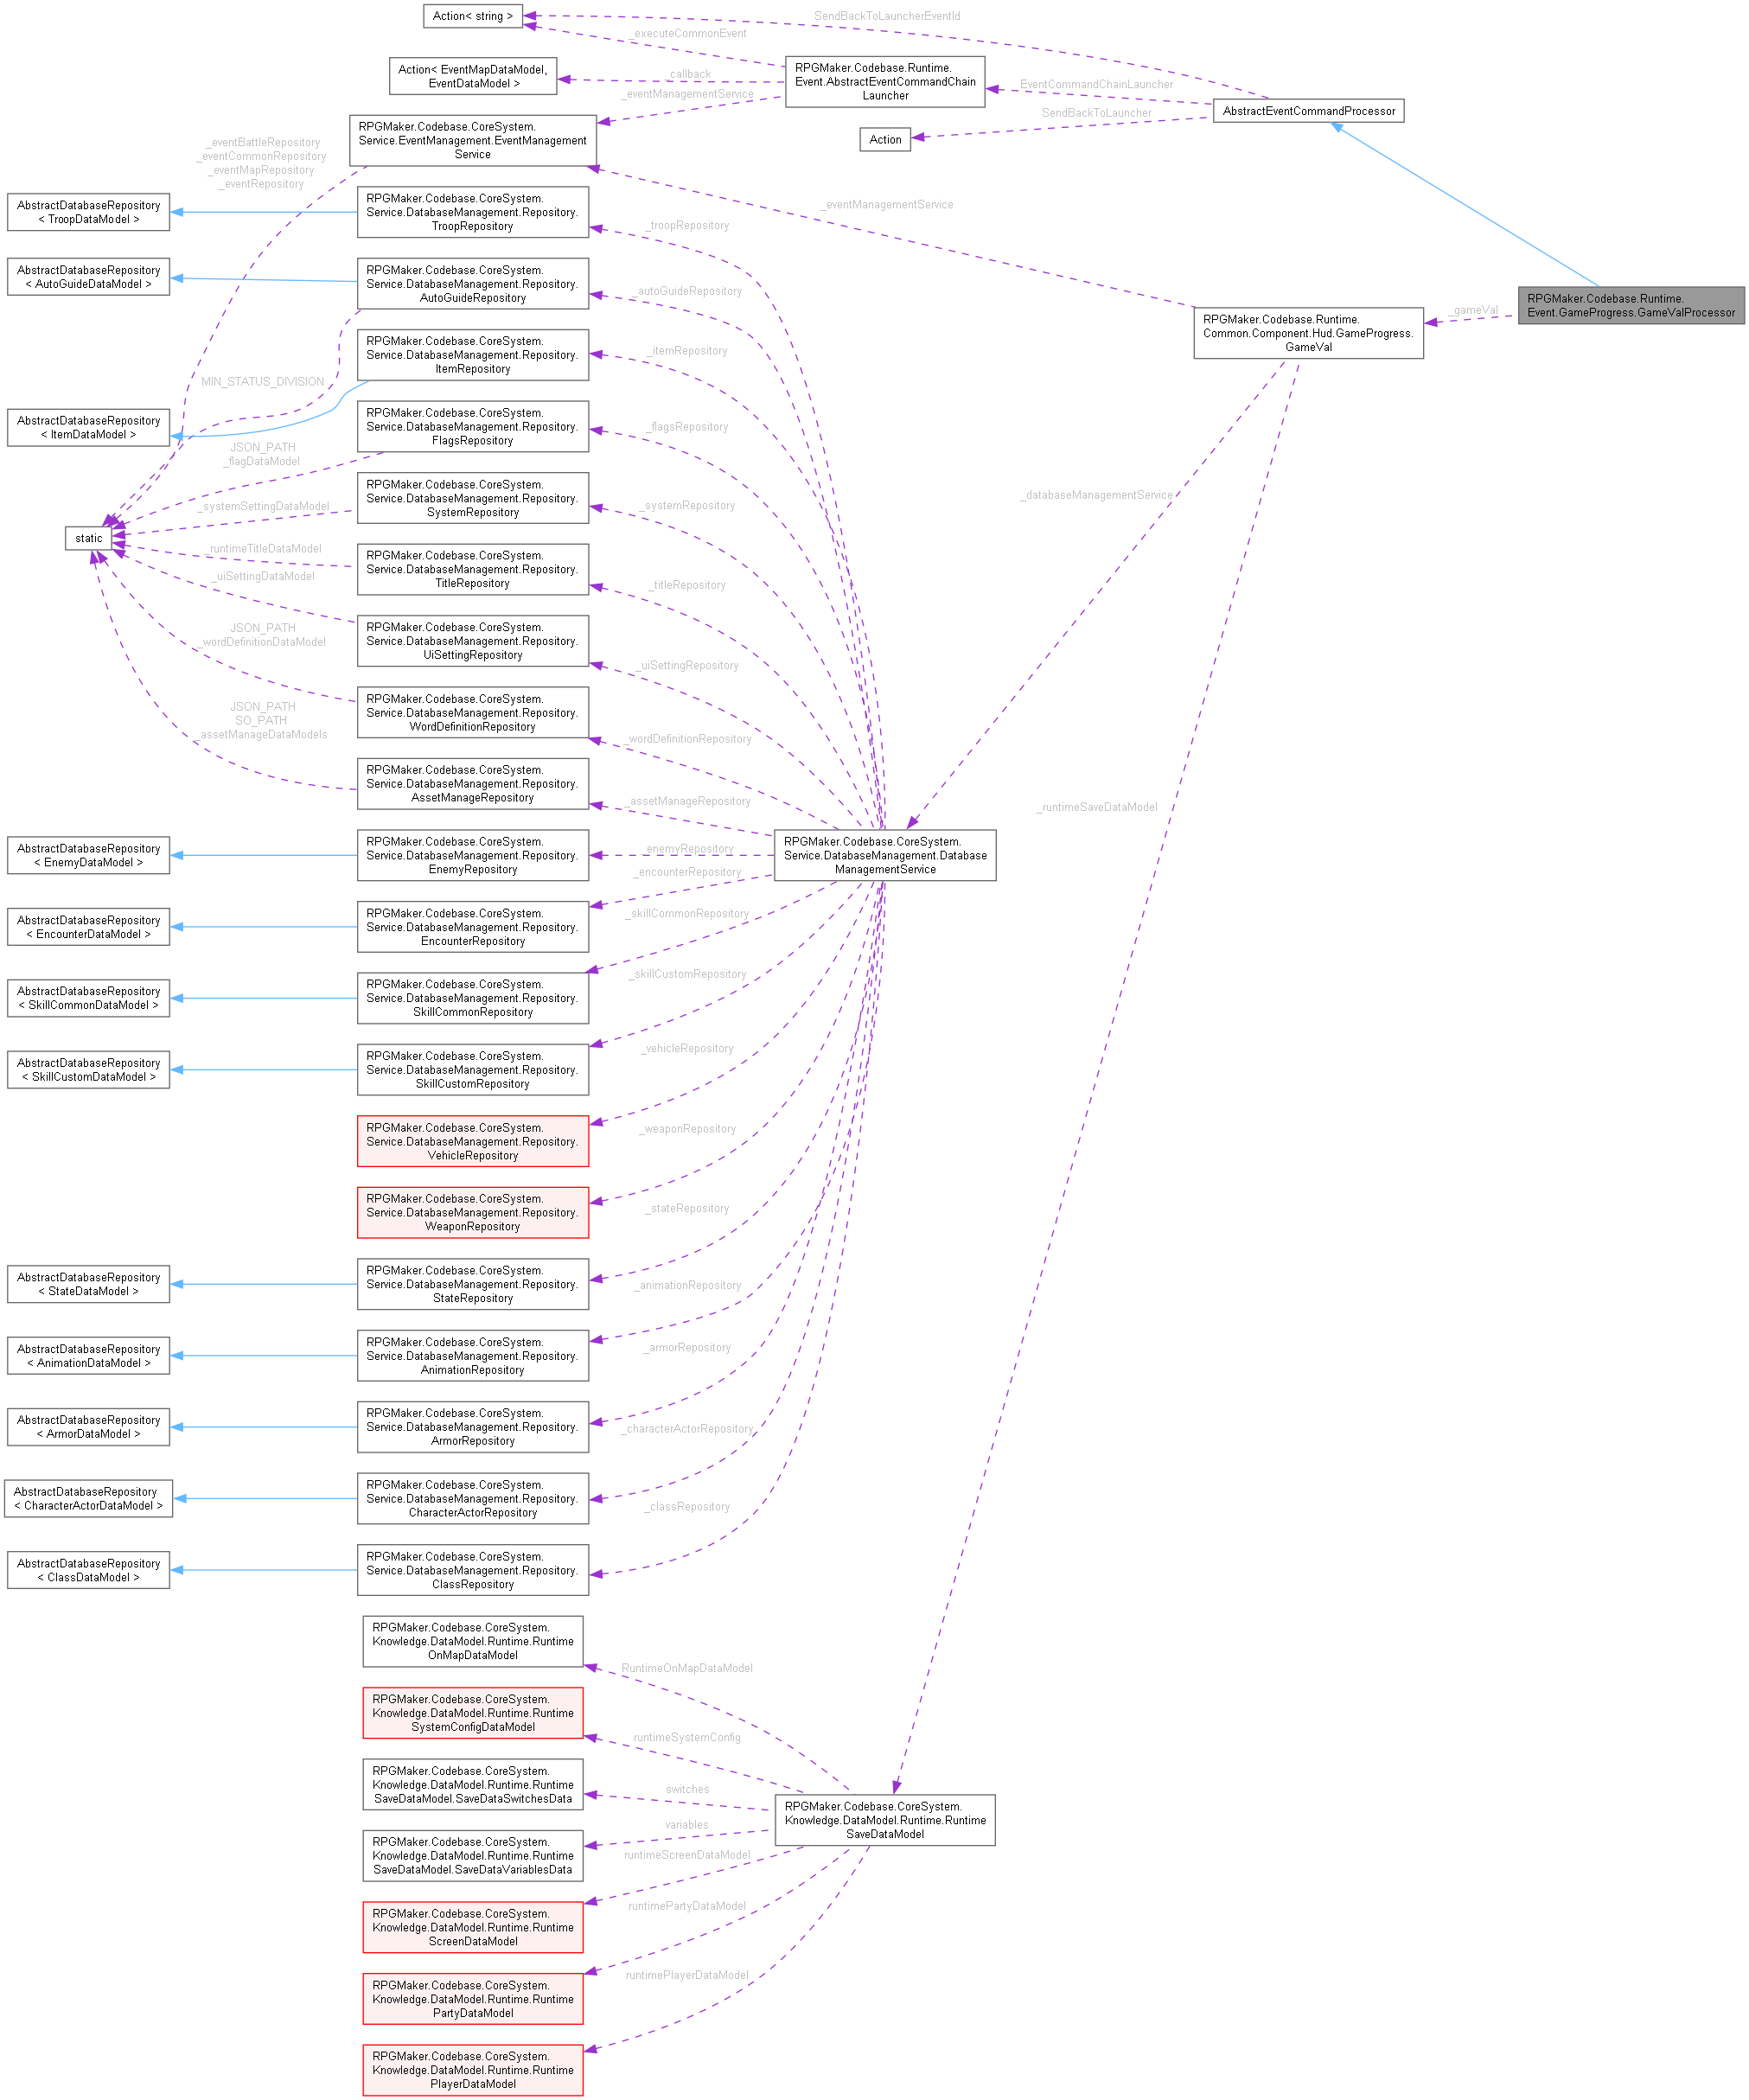 Action< string >
SendBackToLauncherEventId
_executeCommonEvent
Action< EventMapDataModel,
EventDataModel >
_callback
RPGMaker.Codebase.Runtime.
Event.AbstractEventCommandChain
Launcher
EventCommandChainLauncher
_eventManagementService
AbstractEventCommandProcessor
SendBackToLauncher
Action
RPGMaker.Codebase.CoreSystem.
Service.EventManagement.EventManagement
Service
_eventBattleRepository
_eventCommonRepository
_eventMapRepository
_eventRepository
_eventManagementService
AbstractDatabaseRepository
< TroopDataModel >
RPGMaker.Codebase.CoreSystem.
Service.DatabaseManagement.Repository.
TroopRepository
_troopRepository
AbstractDatabaseRepository
< AutoGuideDataModel >
RPGMaker.Codebase.CoreSystem.
Service.DatabaseManagement.Repository.
AutoGuideRepository
_autoGuideRepository
RPGMaker.Codebase.Runtime.
Event.GameProgress.GameValProcessor
_gameVal
RPGMaker.Codebase.Runtime.
Common.Component.Hud.GameProgress.
GameVal
RPGMaker.Codebase.CoreSystem.
Service.DatabaseManagement.Repository.
ItemRepository
_itemRepository
MIN_STATUS_DIVISION
AbstractDatabaseRepository
< ItemDataModel >
RPGMaker.Codebase.CoreSystem.
Service.DatabaseManagement.Repository.
FlagsRepository
_flagsRepository
JSON_PATH
_flagDataModel
RPGMaker.Codebase.CoreSystem.
Service.DatabaseManagement.Repository.
SystemRepository
_systemRepository
_systemSettingDataModel
_databaseManagementService
static
_runtimeTitleDataModel
RPGMaker.Codebase.CoreSystem.
Service.DatabaseManagement.Repository.
TitleRepository
_titleRepository
_uiSettingDataModel
RPGMaker.Codebase.CoreSystem.
Service.DatabaseManagement.Repository.
UiSettingRepository
_uiSettingRepository
JSON_PATH
_wordDefinitionDataModel
RPGMaker.Codebase.CoreSystem.
Service.DatabaseManagement.Repository.
WordDefinitionRepository
_wordDefinitionRepository
JSON_PATH
SO_PATH
_assetManageDataModels
RPGMaker.Codebase.CoreSystem.
Service.DatabaseManagement.Repository.
AssetManageRepository
_assetManageRepository
_runtimeSaveDataModel
AbstractDatabaseRepository
< EnemyDataModel >
RPGMaker.Codebase.CoreSystem.
Service.DatabaseManagement.Repository.
EnemyRepository
_enemyRepository
RPGMaker.Codebase.CoreSystem.
Service.DatabaseManagement.Database
ManagementService
_encounterRepository
AbstractDatabaseRepository
< EncounterDataModel >
RPGMaker.Codebase.CoreSystem.
Service.DatabaseManagement.Repository.
EncounterRepository
_skillCommonRepository
AbstractDatabaseRepository
< SkillCommonDataModel >
RPGMaker.Codebase.CoreSystem.
Service.DatabaseManagement.Repository.
SkillCommonRepository
_skillCustomRepository
AbstractDatabaseRepository
< SkillCustomDataModel >
RPGMaker.Codebase.CoreSystem.
Service.DatabaseManagement.Repository.
SkillCustomRepository
_vehicleRepository
RPGMaker.Codebase.CoreSystem.
Service.DatabaseManagement.Repository.
VehicleRepository
_weaponRepository
RPGMaker.Codebase.CoreSystem.
Service.DatabaseManagement.Repository.
WeaponRepository
_stateRepository
AbstractDatabaseRepository
< StateDataModel >
RPGMaker.Codebase.CoreSystem.
Service.DatabaseManagement.Repository.
StateRepository
_animationRepository
AbstractDatabaseRepository
< AnimationDataModel >
RPGMaker.Codebase.CoreSystem.
Service.DatabaseManagement.Repository.
AnimationRepository
_armorRepository
AbstractDatabaseRepository
< ArmorDataModel >
RPGMaker.Codebase.CoreSystem.
Service.DatabaseManagement.Repository.
ArmorRepository
_characterActorRepository
AbstractDatabaseRepository
< CharacterActorDataModel >
RPGMaker.Codebase.CoreSystem.
Service.DatabaseManagement.Repository.
CharacterActorRepository
_classRepository
AbstractDatabaseRepository
< ClassDataModel >
RPGMaker.Codebase.CoreSystem.
Service.DatabaseManagement.Repository.
ClassRepository
RPGMaker.Codebase.CoreSystem.
Knowledge.DataModel.Runtime.Runtime
OnMapDataModel
RuntimeOnMapDataModel
RPGMaker.Codebase.CoreSystem.
Knowledge.DataModel.Runtime.Runtime
SystemConfigDataModel
runtimeSystemConfig
RPGMaker.Codebase.CoreSystem.
Knowledge.DataModel.Runtime.Runtime
SaveDataModel.SaveDataSwitchesData
switches
RPGMaker.Codebase.CoreSystem.
Knowledge.DataModel.Runtime.Runtime
SaveDataModel
variables
RPGMaker.Codebase.CoreSystem.
Knowledge.DataModel.Runtime.Runtime
SaveDataModel.SaveDataVariablesData
runtimeScreenDataModel
RPGMaker.Codebase.CoreSystem.
Knowledge.DataModel.Runtime.Runtime
ScreenDataModel
runtimePartyDataModel
RPGMaker.Codebase.CoreSystem.
Knowledge.DataModel.Runtime.Runtime
PartyDataModel
runtimePlayerDataModel
RPGMaker.Codebase.CoreSystem.
Knowledge.DataModel.Runtime.Runtime
PlayerDataModel